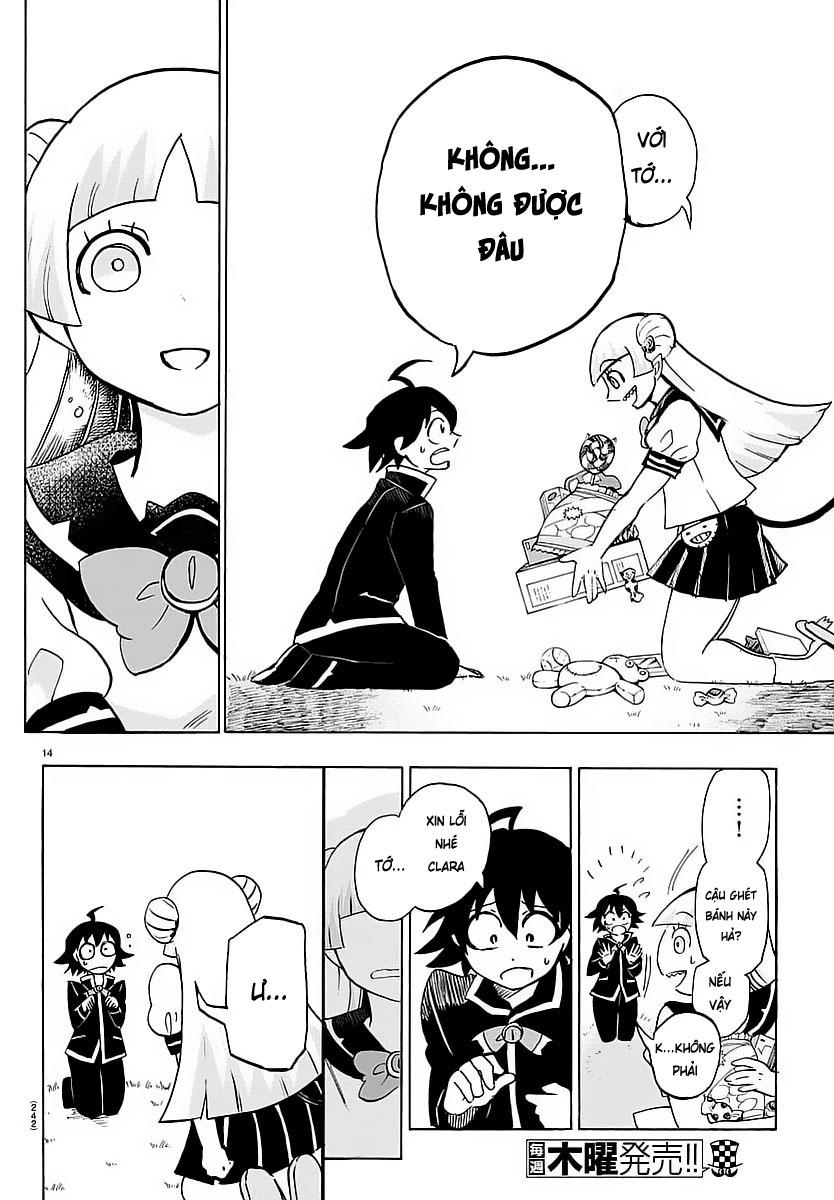 VỚI
TỚ...
KHÔNG...
KHÔNG ĐƯỢC
ĐÂU
14
...!
CẬU GHÉT
BÁNH NÀY
HẢ?
NẾU
VẬY
K...KHÔNG
PHẢI
XIN LỖI
NHÉ
CLARA
TỚ...
Ư...
(242)
毎週木曜発売!!